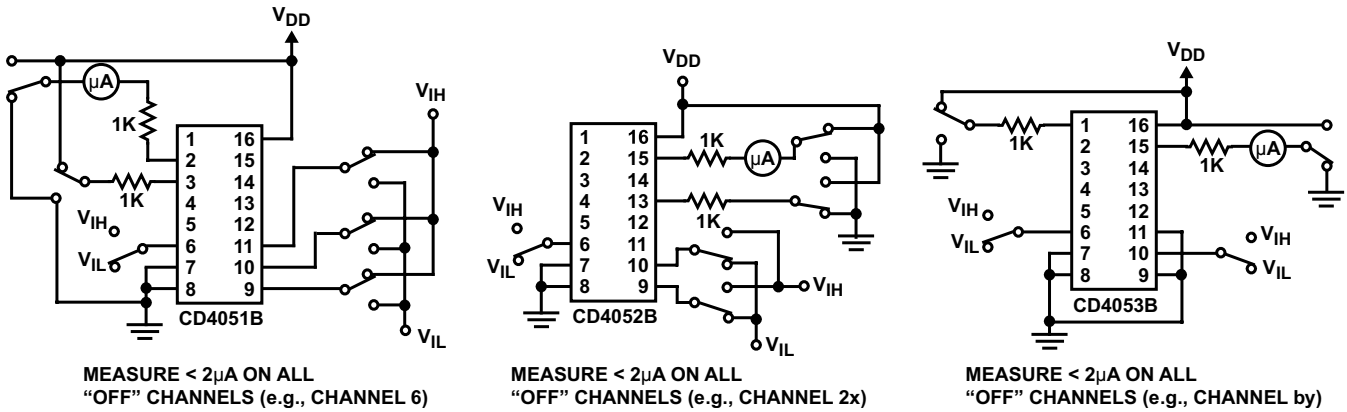 VDD
µA
1K
1K
1
2
3
4
5
6
7
8
16
15
14
13
12
11
10
9
VIH
VIH
VIL
VIL
CD4051B
MEASURE < 2µA ON ALL
“OFF” CHANNELS (e.g., CHANNEL 6)
VDD
1
2
3
4
5
6
7
8
16
15
14
13
12
11
10
9
1K
µA
1K
VIH
VIL
VIH
VIL
CD4052B
MEASURE < 2µA ON ALL
“OFF” CHANNELS (e.g., CHANNEL 2x)
VDD
1K
1
2
3
4
5
6
7
8
16
15
14
13
12
11
10
9
1K
µA
VIH
VIL
VIH
VIL
CD4053B
MEASURE < 2µA ON ALL
“OFF” CHANNELS (e.g., CHANNEL by)